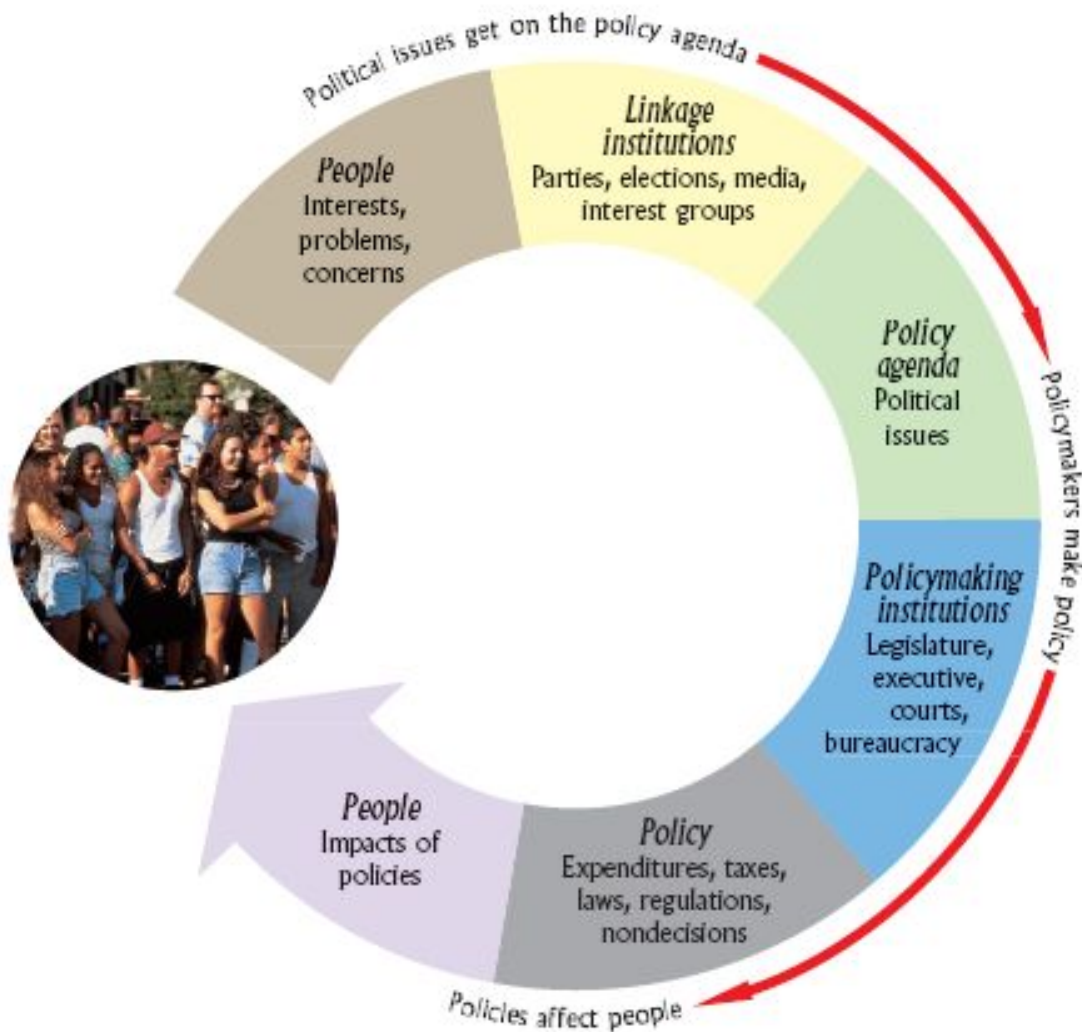 Political issues get on the policy agenda
People
Interests,
problems,
concerns
Linkage
institutions
Parties, elections, media,
interest groups
Policy
agenda
Political
issues
Policymakers make policy
Policymaking
institutions
Legislature,
executive,
courts,
bureaucracy
Policy
Expenditures, taxes,
laws, regulations,
nondecisions
Policies affect people
People
Impacts of
policies